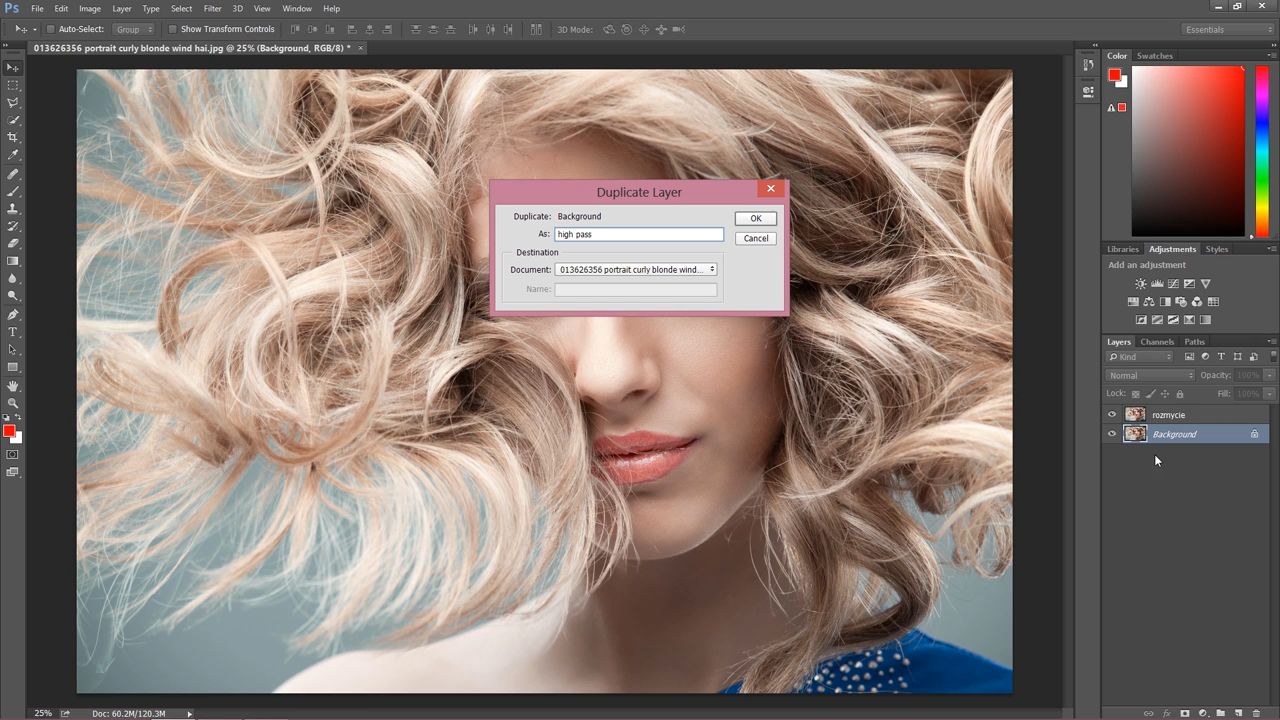 Ps File Edit Image Layer Type Select Filter 3D View Window Help
Auto-Select: Group Show Transform Controls 3D Mode: Essentials
013626356 portrait curly blonde wind hai.jpg @ 25% (Background, RGB/8) *
Color Swatches
Duplicate Layer
Duplicate: Background
OK
As: high pass
Cancel
Destination
Document: 013626356 portrait curly blonde wind...
Name:
Libraries Adjustments Styles
Add an adjustment
Layers Channels Paths
Kind
Normal Opacity: 100%
Lock: Fill: 100%
rozmycie
Background
25% Doc: 60.2M/120.3M